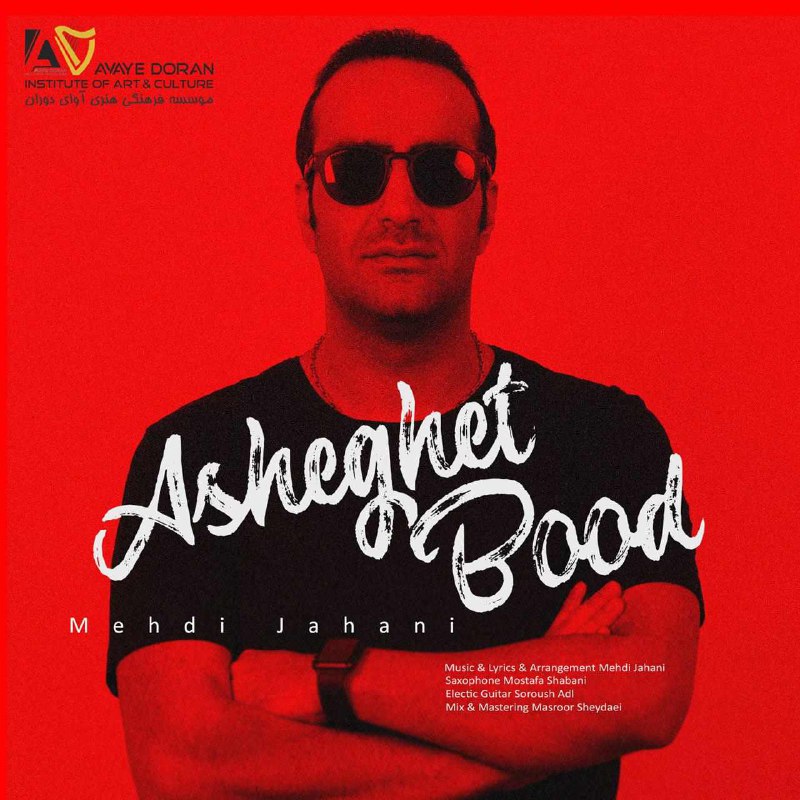 AVAYE DORAN
INSTITUTE OF ART & CULTURE
موسسه فرهنگی هنری آوای دوران
Asheghet
Bood
Mehdi Jahani
Music & Lyrics & Arrangement Mehdi Jahani
Saxophone Mostafa Shabani
Electic Guitar Soroush Adl
Mix & Mastering Masroor Sheydaei